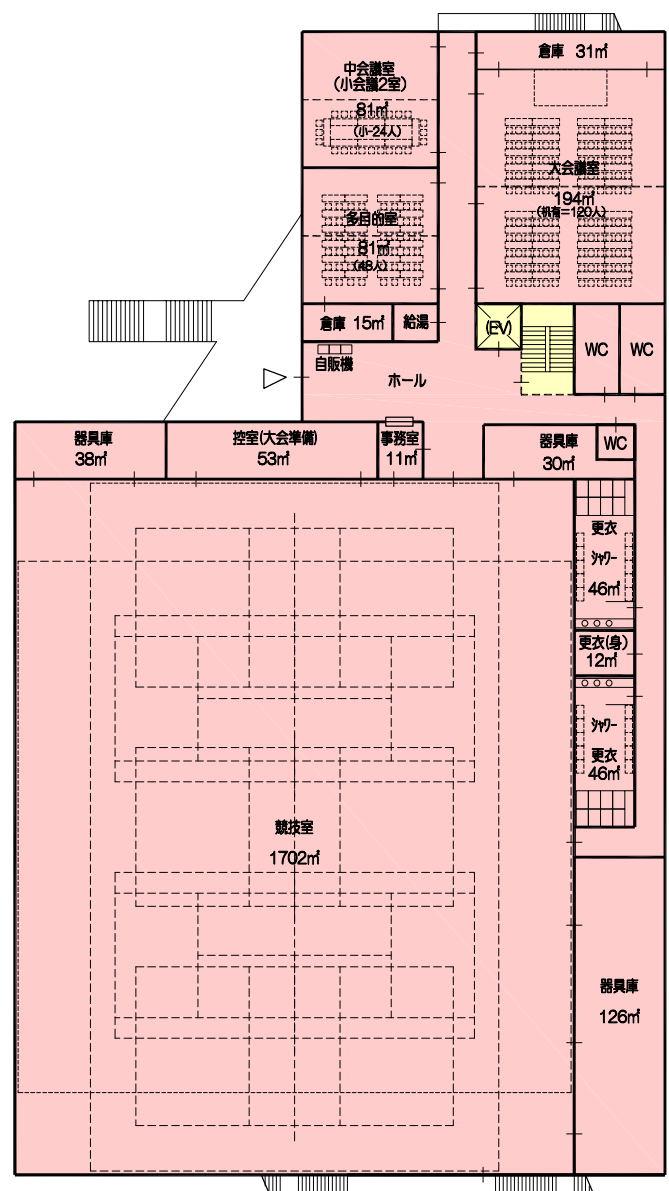 倉庫 31㎡
中会議室
(小会議2室)
81㎡
(小-24人)
大会議室
194㎡
(机有=120人)
多目的室
81㎡
(48人)
倉庫 15㎡
給湯
(EV)
WC
WC
自販機
ホール
器具庫
38㎡
控室(大会準備)
53㎡
事務室
11㎡
器具庫
30㎡
WC
更衣
シャワー
46㎡
更衣(身)
12㎡
シャワー
更衣
46㎡
競技室
1702㎡
器具庫
126㎡